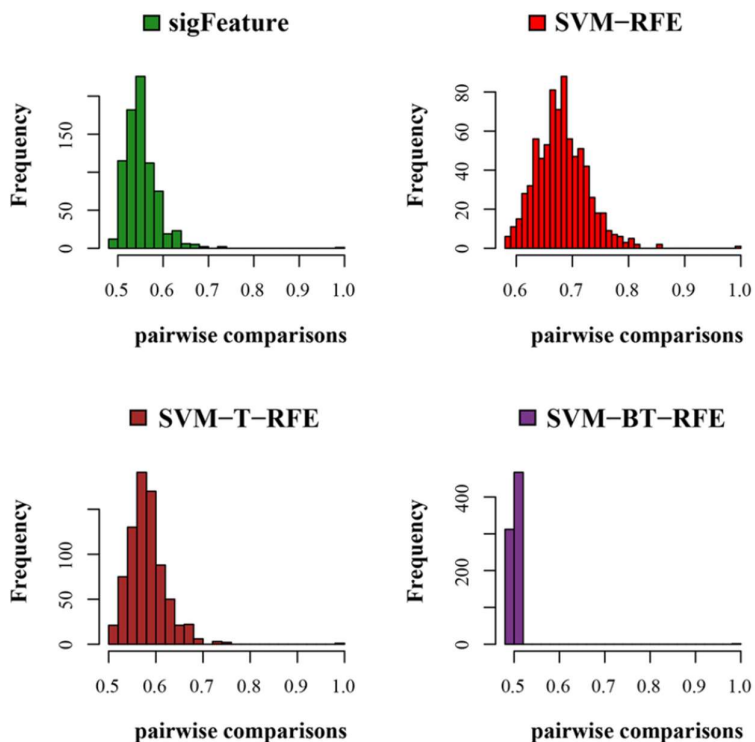 sigFeature
Frequency
0 50 150
0.5 0.6 0.7 0.8 0.9 1.0
pairwise comparisons
SVM−RFE
Frequency
0 20 40 60 80
0.6 0.7 0.8 0.9 1.0
pairwise comparisons
SVM−T−RFE
Frequency
0 50 100
0.5 0.6 0.7 0.8 0.9 1.0
pairwise comparisons
SVM−BT−RFE
Frequency
0 200 400
0.5 0.6 0.7 0.8 0.9 1.0
pairwise comparisons